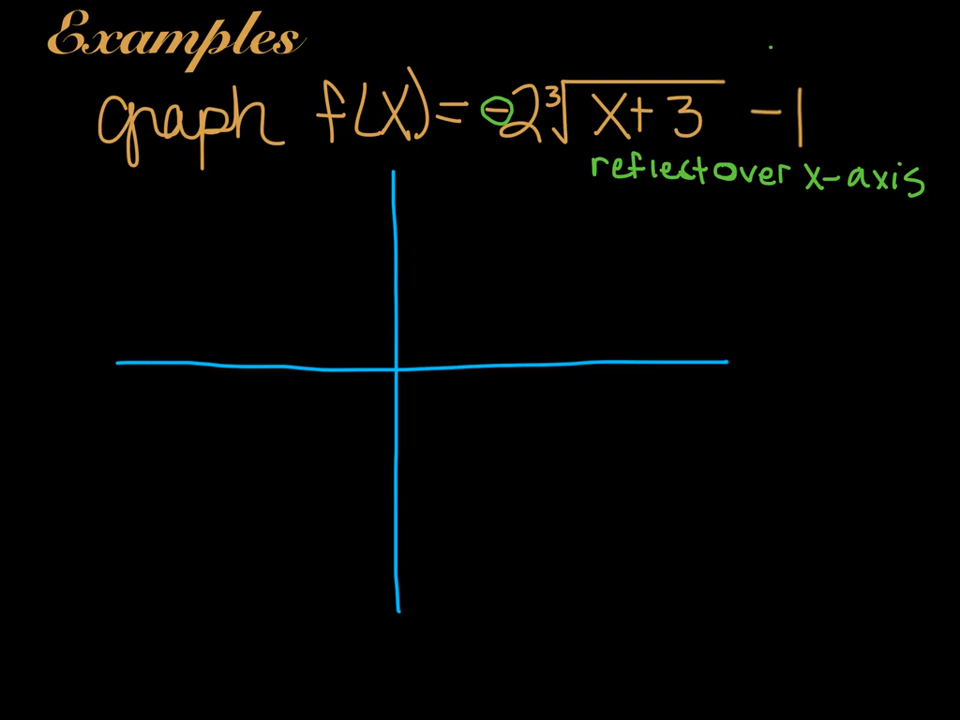 Examples
graph f(x) = -2∛x+3 - 1
reflect over x-axis